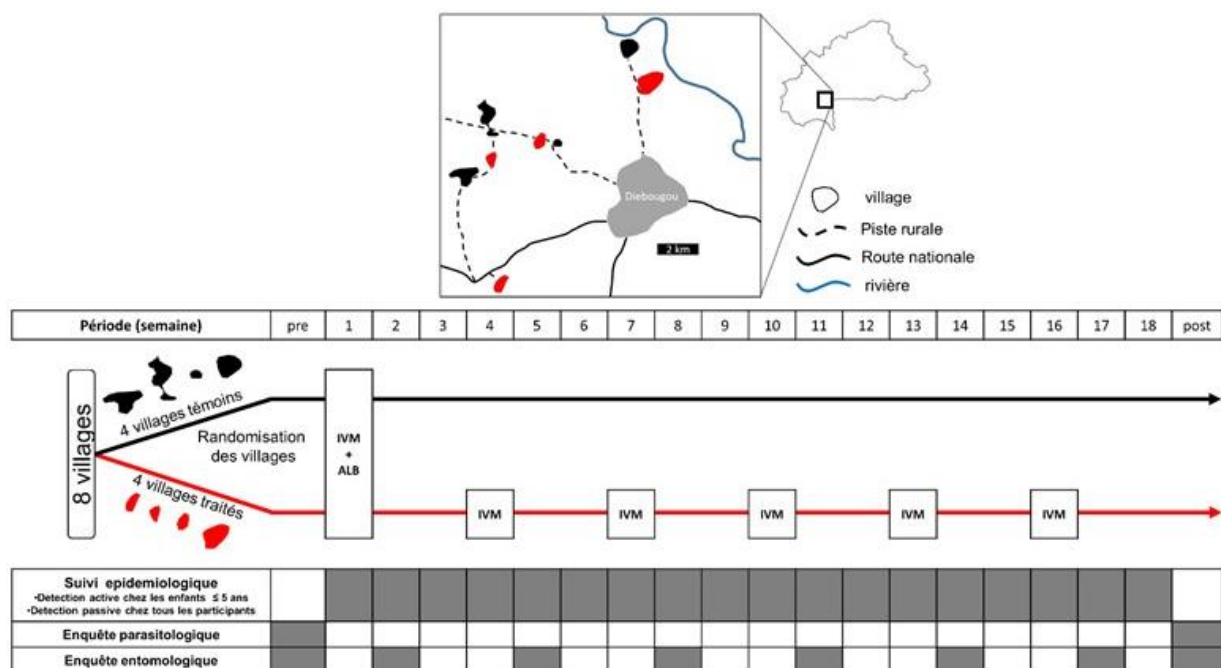 Diebougou
2 km
village
Piste rurale
Route nationale
rivière
Période (semaine) pre 1 2 3 4 5 6 7 8 9 10 11 12 13 14 15 16 17 18 post
8 villages
4 villages témoins
Randomisation
des villages
4 villages traités
IVM
+
ALB
IVM IVM IVM IVM IVM
Suivi epidemiologique
•Detection active chez les enfants ≤ 5 ans
•Detection passive chez tous les participants
Enquête parasitologique
Enquête entomologique